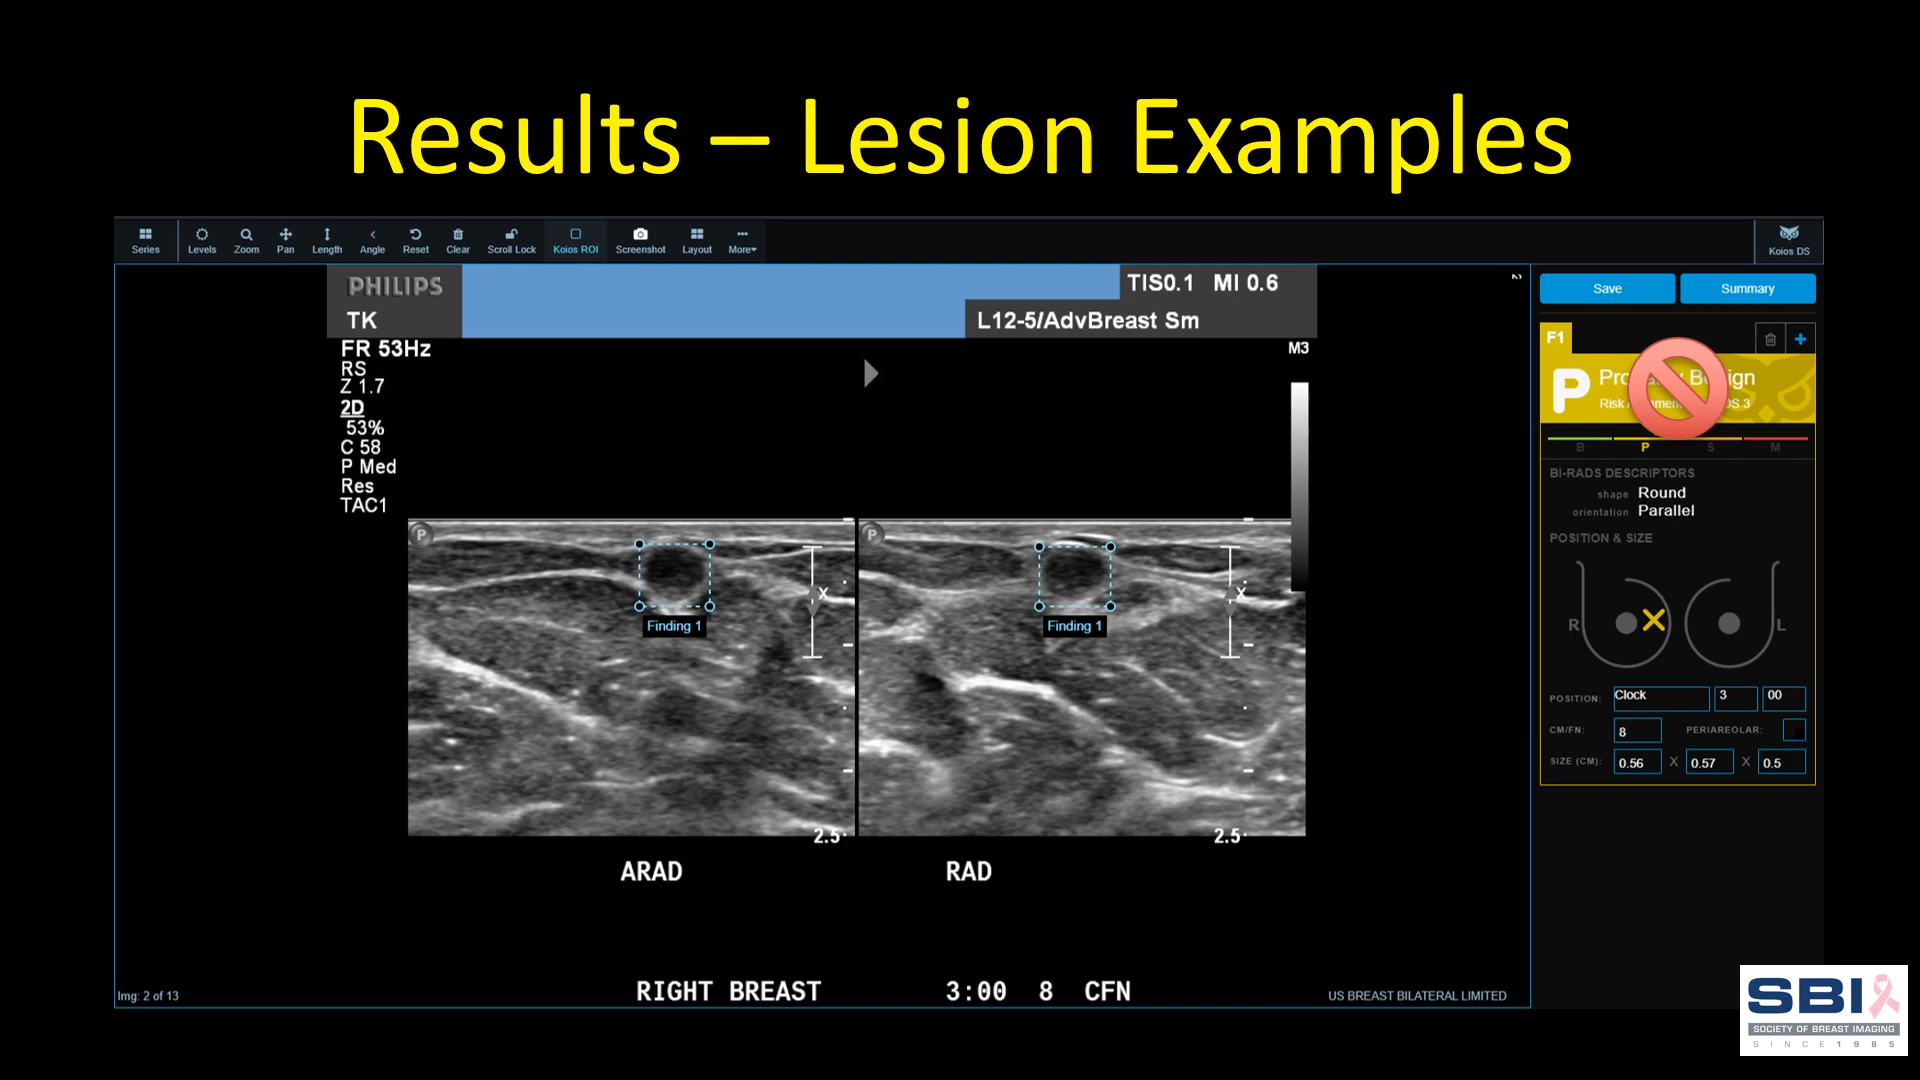 Results – Lesion Examples
Series Levels Zoom Pan Length Angle Reset Clear Scroll Lock Koios ROI Screenshot Layout More Koios DS
PHILIPS
TIS0.1 MI 0.6
TK
L12-5/AdvBreast Sm
FR 53Hz
RS
Z 1.7
2D
53%
C 58
P Med
Res
TAC1
M3
P
P
x
x
Finding 1
Finding 1
2.5
2.5
ARAD
RAD
RIGHT BREAST 3:00 8 CFN
Img: 2 of 13
US BREAST BILATERAL LIMITED
Save Summary
F1
P
3
B P S M
BI-RADS DESCRIPTORS
shape Round
orientation Parallel
POSITION & SIZE
R L
POSITION: Clock 3 00
CM/FN: 8 PERIAREOLAR:
SIZE (CM): 0.56 X 0.57 X 0.5
SBI
SOCIETY OF BREAST IMAGING
SINCE 1985